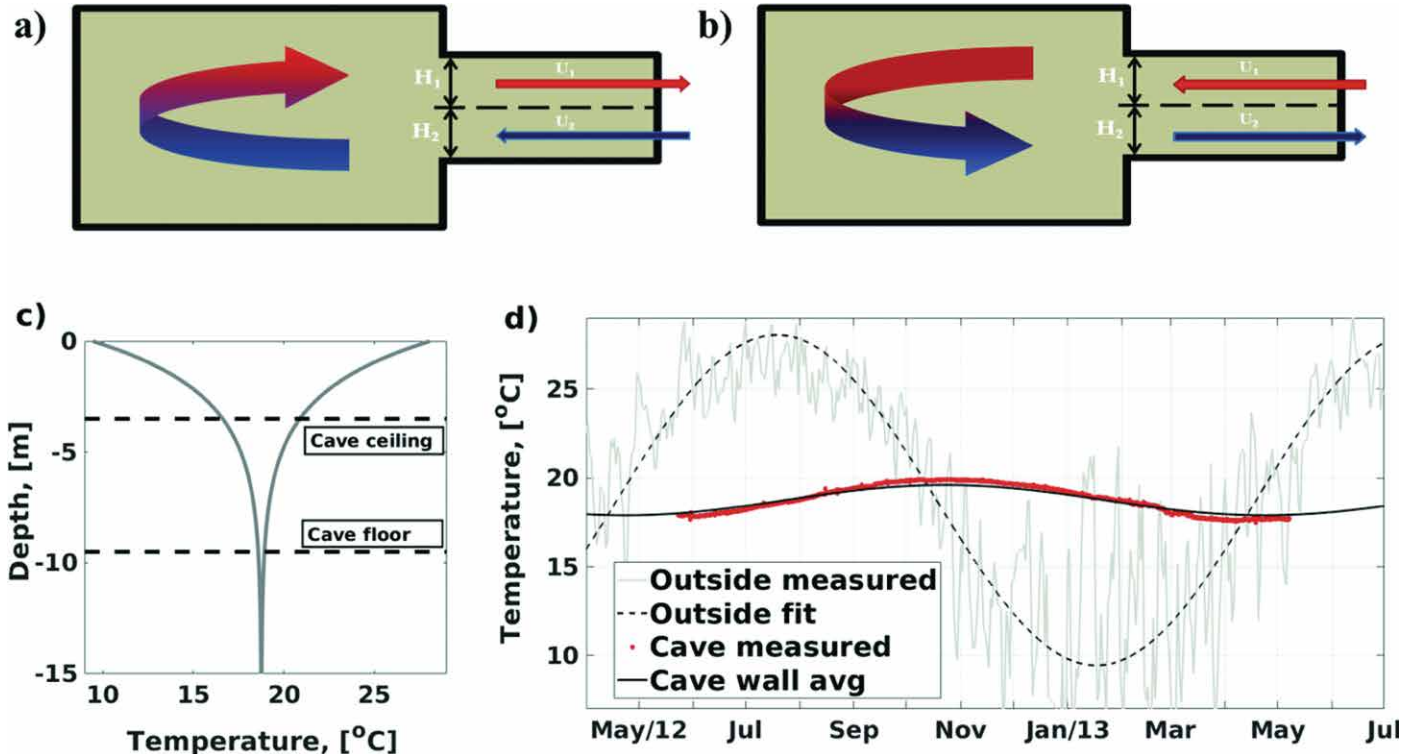 a)
H1
H2
U1
U2
b)
H1
H2
U1
U2
c)
0
-5
-10
-15
10
15
20
25
Depth, [m]
Temperature, [°C]
Cave ceiling
Cave floor
d)
25
20
15
10
Temperature, [°C]
Outside measured
Outside fit
Cave measured
Cave wall avg
May/12 Jul Sep Nov Jan/13 Mar May Jul